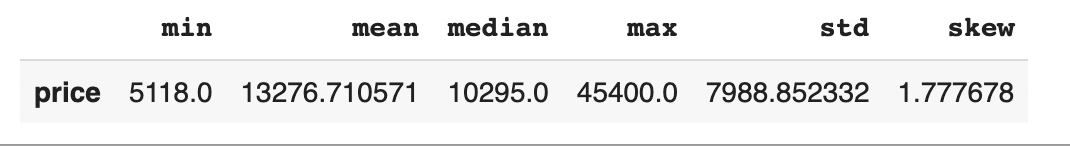 min mean median max std skew
price 5118.0 13276.710571 10295.0 45400.0 7988.852332 1.777678